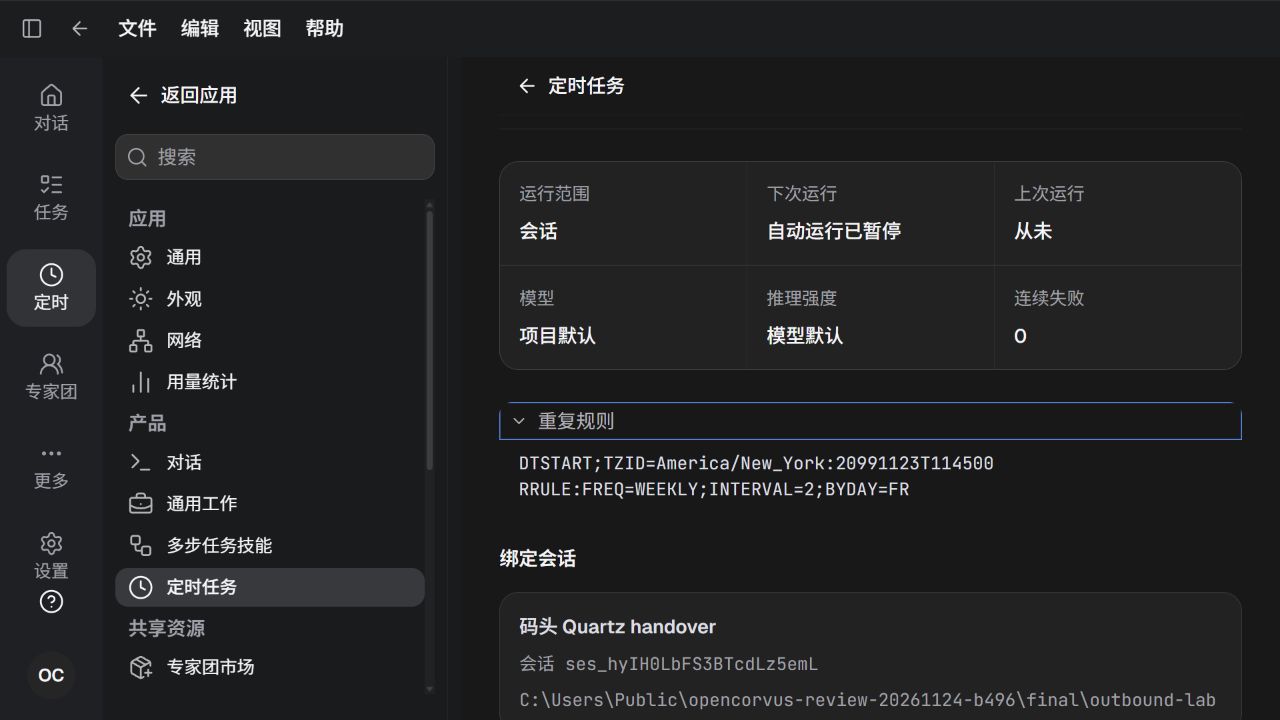 文件 编辑 视图 帮助
对话
任务
定时
专家团
更多
设置
OC
返回应用
搜索
应用
通用
外观
网络
用量统计
产品
对话
通用工作
多步任务技能
定时任务
共享资源
专家团市场
定时任务
运行范围 下次运行 上次运行
会话 自动运行已暂停 从未
模型 推理强度 连续失败
项目默认 模型默认 0
重复规则
DTSTART;TZID=America/New_York:20991123T114500
RRULE:FREQ=WEEKLY;INTERVAL=2;BYDAY=FR
绑定会话
码头 Quartz handover
会话 ses_hyIH0LbFS3BTcdLz5emL
C:\Users\Public\opencorvus-review-20261124-b496\final\outbound-lab